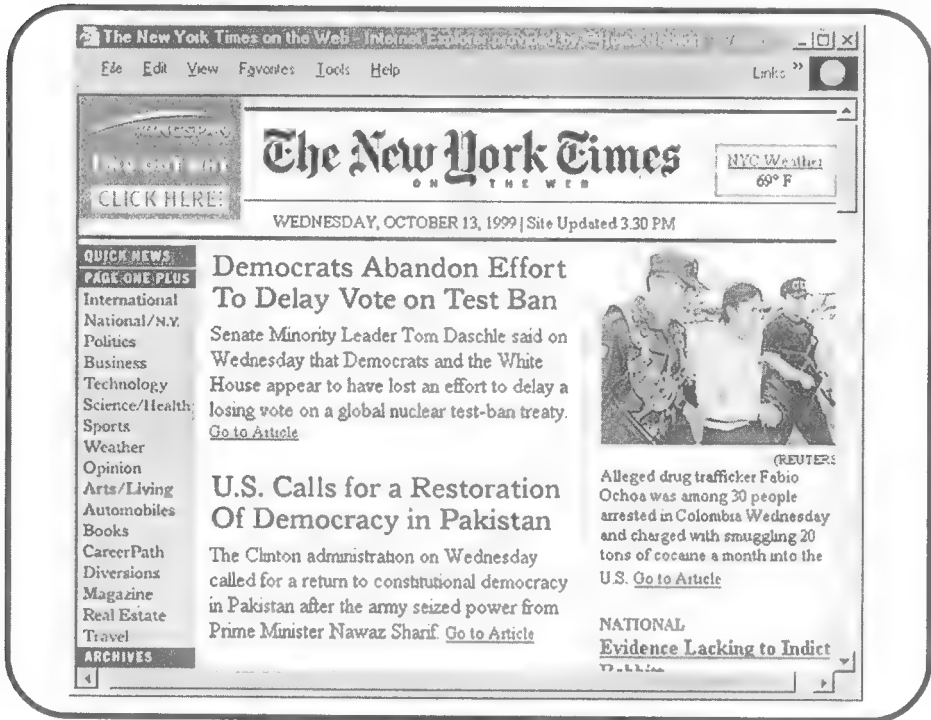 The New York Times on the Web - Internet Explorer provided by
File Edit View Favorites Tools Help
Links »
CLICK HERE!
The New York Times
ON THE WEB
NYC Weather
69° F
WEDNESDAY, OCTOBER 13, 1999 | Site Updated 3.30 PM
QUICK NEWS
PAGE ONE PLUS
International
National/N.Y.
Politics
Business
Technology
Science/Health
Sports
Weather
Opinion
Arts/Living
Automobiles
Books
CareerPath
Diversions
Magazine
Real Estate
Travel
ARCHIVES
Democrats Abandon Effort
To Delay Vote on Test Ban
Senate Minority Leader Tom Daschle said on
Wednesday that Democrats and the White
House appear to have lost an effort to delay a
losing vote on a global nuclear test-ban treaty.
Go to Article
U.S. Calls for a Restoration
Of Democracy in Pakistan
The Clinton administration on Wednesday
called for a return to constitutional democracy
in Pakistan after the army seized power from
Prime Minister Nawaz Sharif. Go to Article
(REUTERS
Alleged drug trafficker Fabio
Ochoa was among 30 people
arrested in Colombia Wednesday
and charged with smuggling 20
tons of cocaine a month into the
U.S. Go to Article
NATIONAL
Evidence Lacking to Indict